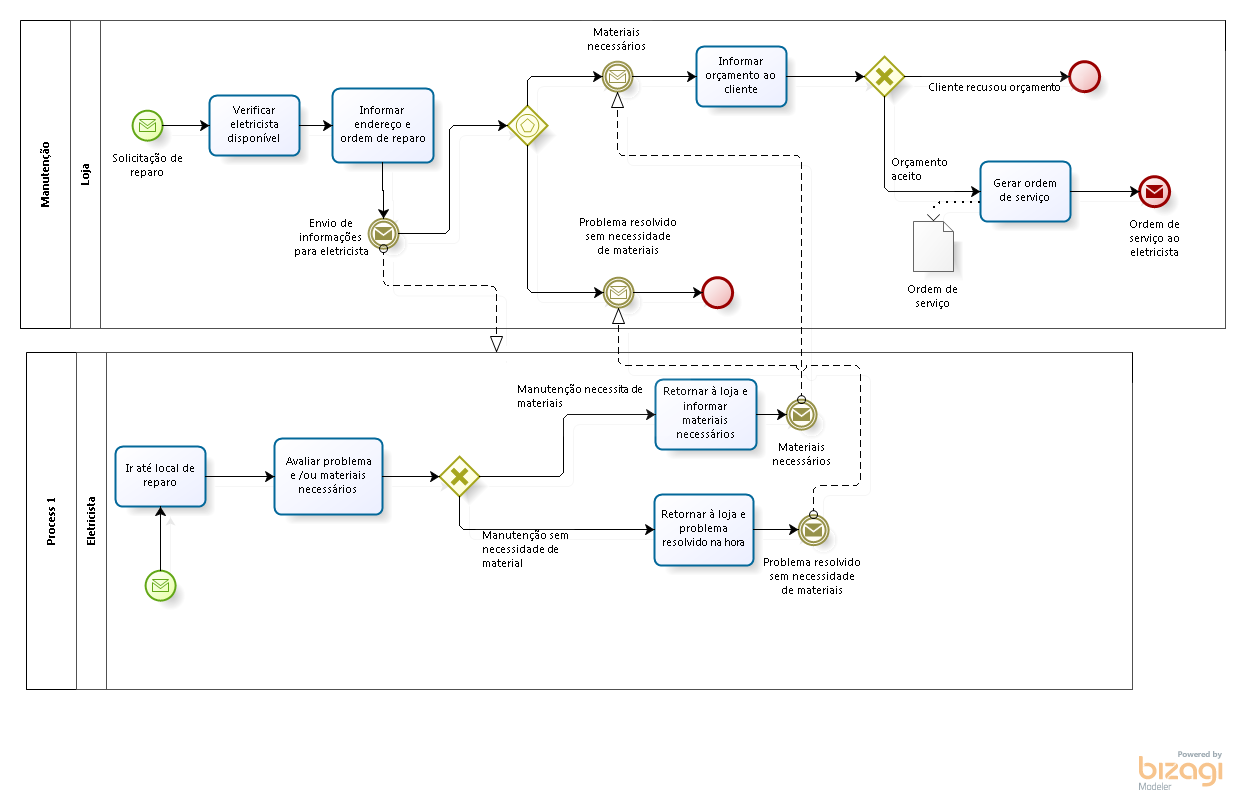 Manutenção
Loja
Solicitação de
reparo
Verificar
eletricista
disponível
Informar
endereço e
ordem de reparo
Envio de
informações
para eletricista
Materiais
necessários
Informar
orçamento ao
cliente
Cliente recusou orçamento
Orçamento
aceito
Gerar ordem
de serviço
Ordem de
serviço
Ordem de
serviço ao
eletricista
Problema resolvido
sem necessidade
de materiais
Process 1
Eletricista
Ir até local de
reparo
Avaliar problema
e /ou materiais
necessários
Manutenção necessita de
materiais
Retornar à loja e
informar
materiais
necessários
Materiais
necessários
Manutenção sem
necessidade de
material
Retornar à loja e
problema
resolvido na hora
Problema resolvido
sem necessidade
de materiais
Powered by
bizagi
Modeler